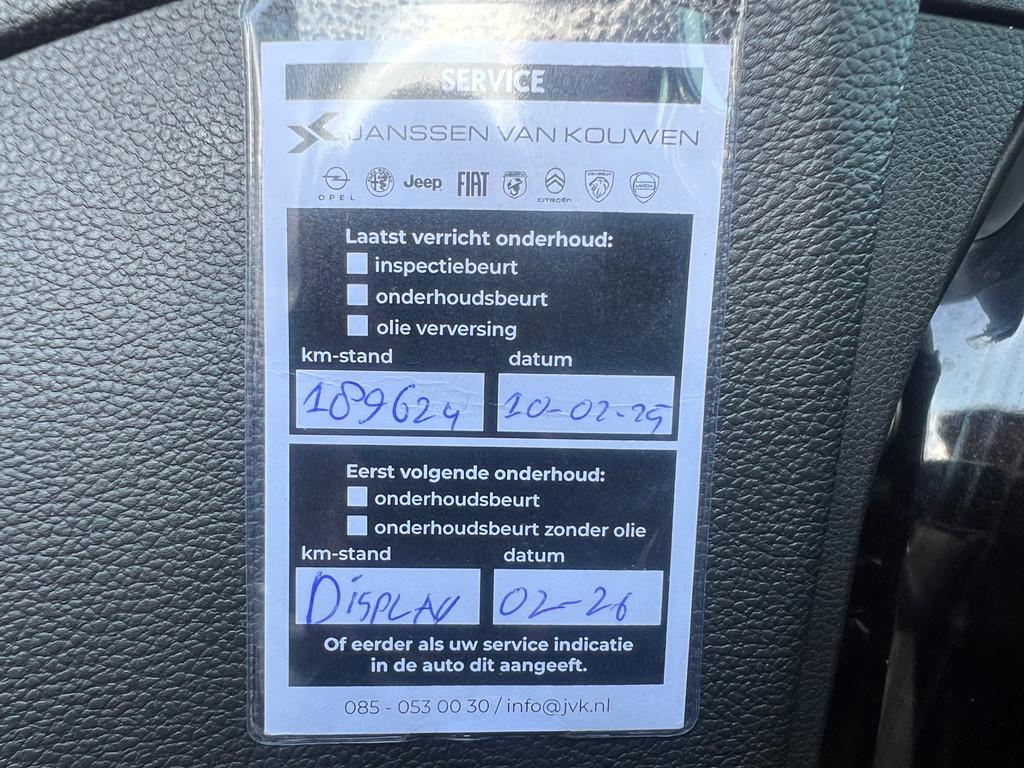 SERVICE
JANSSEN VAN KOUWEN
OPEL Jeep FIAT CITROËN PEUGEOT LANCIA
Laatst verricht onderhoud:
inspectiebeurt
onderhoudsbeurt
olie verversing
km-stand datum
189624 10-02-25
Eerst volgende onderhoud:
onderhoudsbeurt
onderhoudsbeurt zonder olie
km-stand datum
DISPLAY 02-26
Of eerder als uw service indicatie
in de auto dit aangeeft.
085 - 053 00 30 / info@jvk.nl